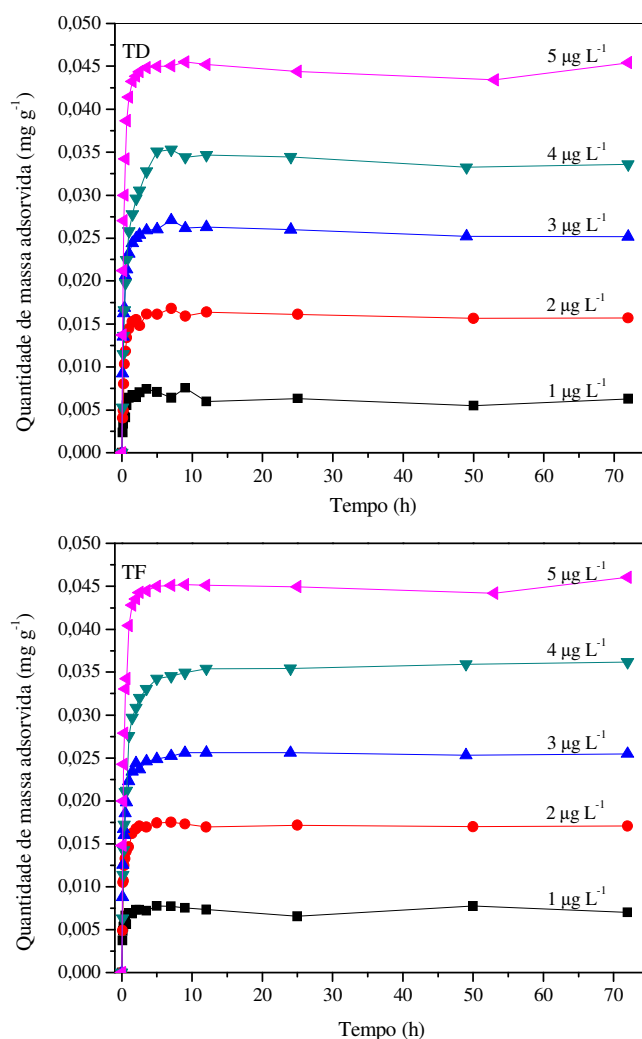 TD
5 µg L⁻¹
4 µg L⁻¹
3 µg L⁻¹
2 µg L⁻¹
1 µg L⁻¹
0,050
0,045
0,040
0,035
0,030
0,025
0,020
0,015
0,010
0,005
0,000
Quantidade de massa adsorvida (mg g⁻¹)
0 10 20 30 40 50 60 70
Tempo (h)
TF
5 µg L⁻¹
4 µg L⁻¹
3 µg L⁻¹
2 µg L⁻¹
1 µg L⁻¹
0,050
0,045
0,040
0,035
0,030
0,025
0,020
0,015
0,010
0,005
0,000
Quantidade de massa adsorvida (mg g⁻¹)
0 10 20 30 40 50 60 70
Tempo (h)